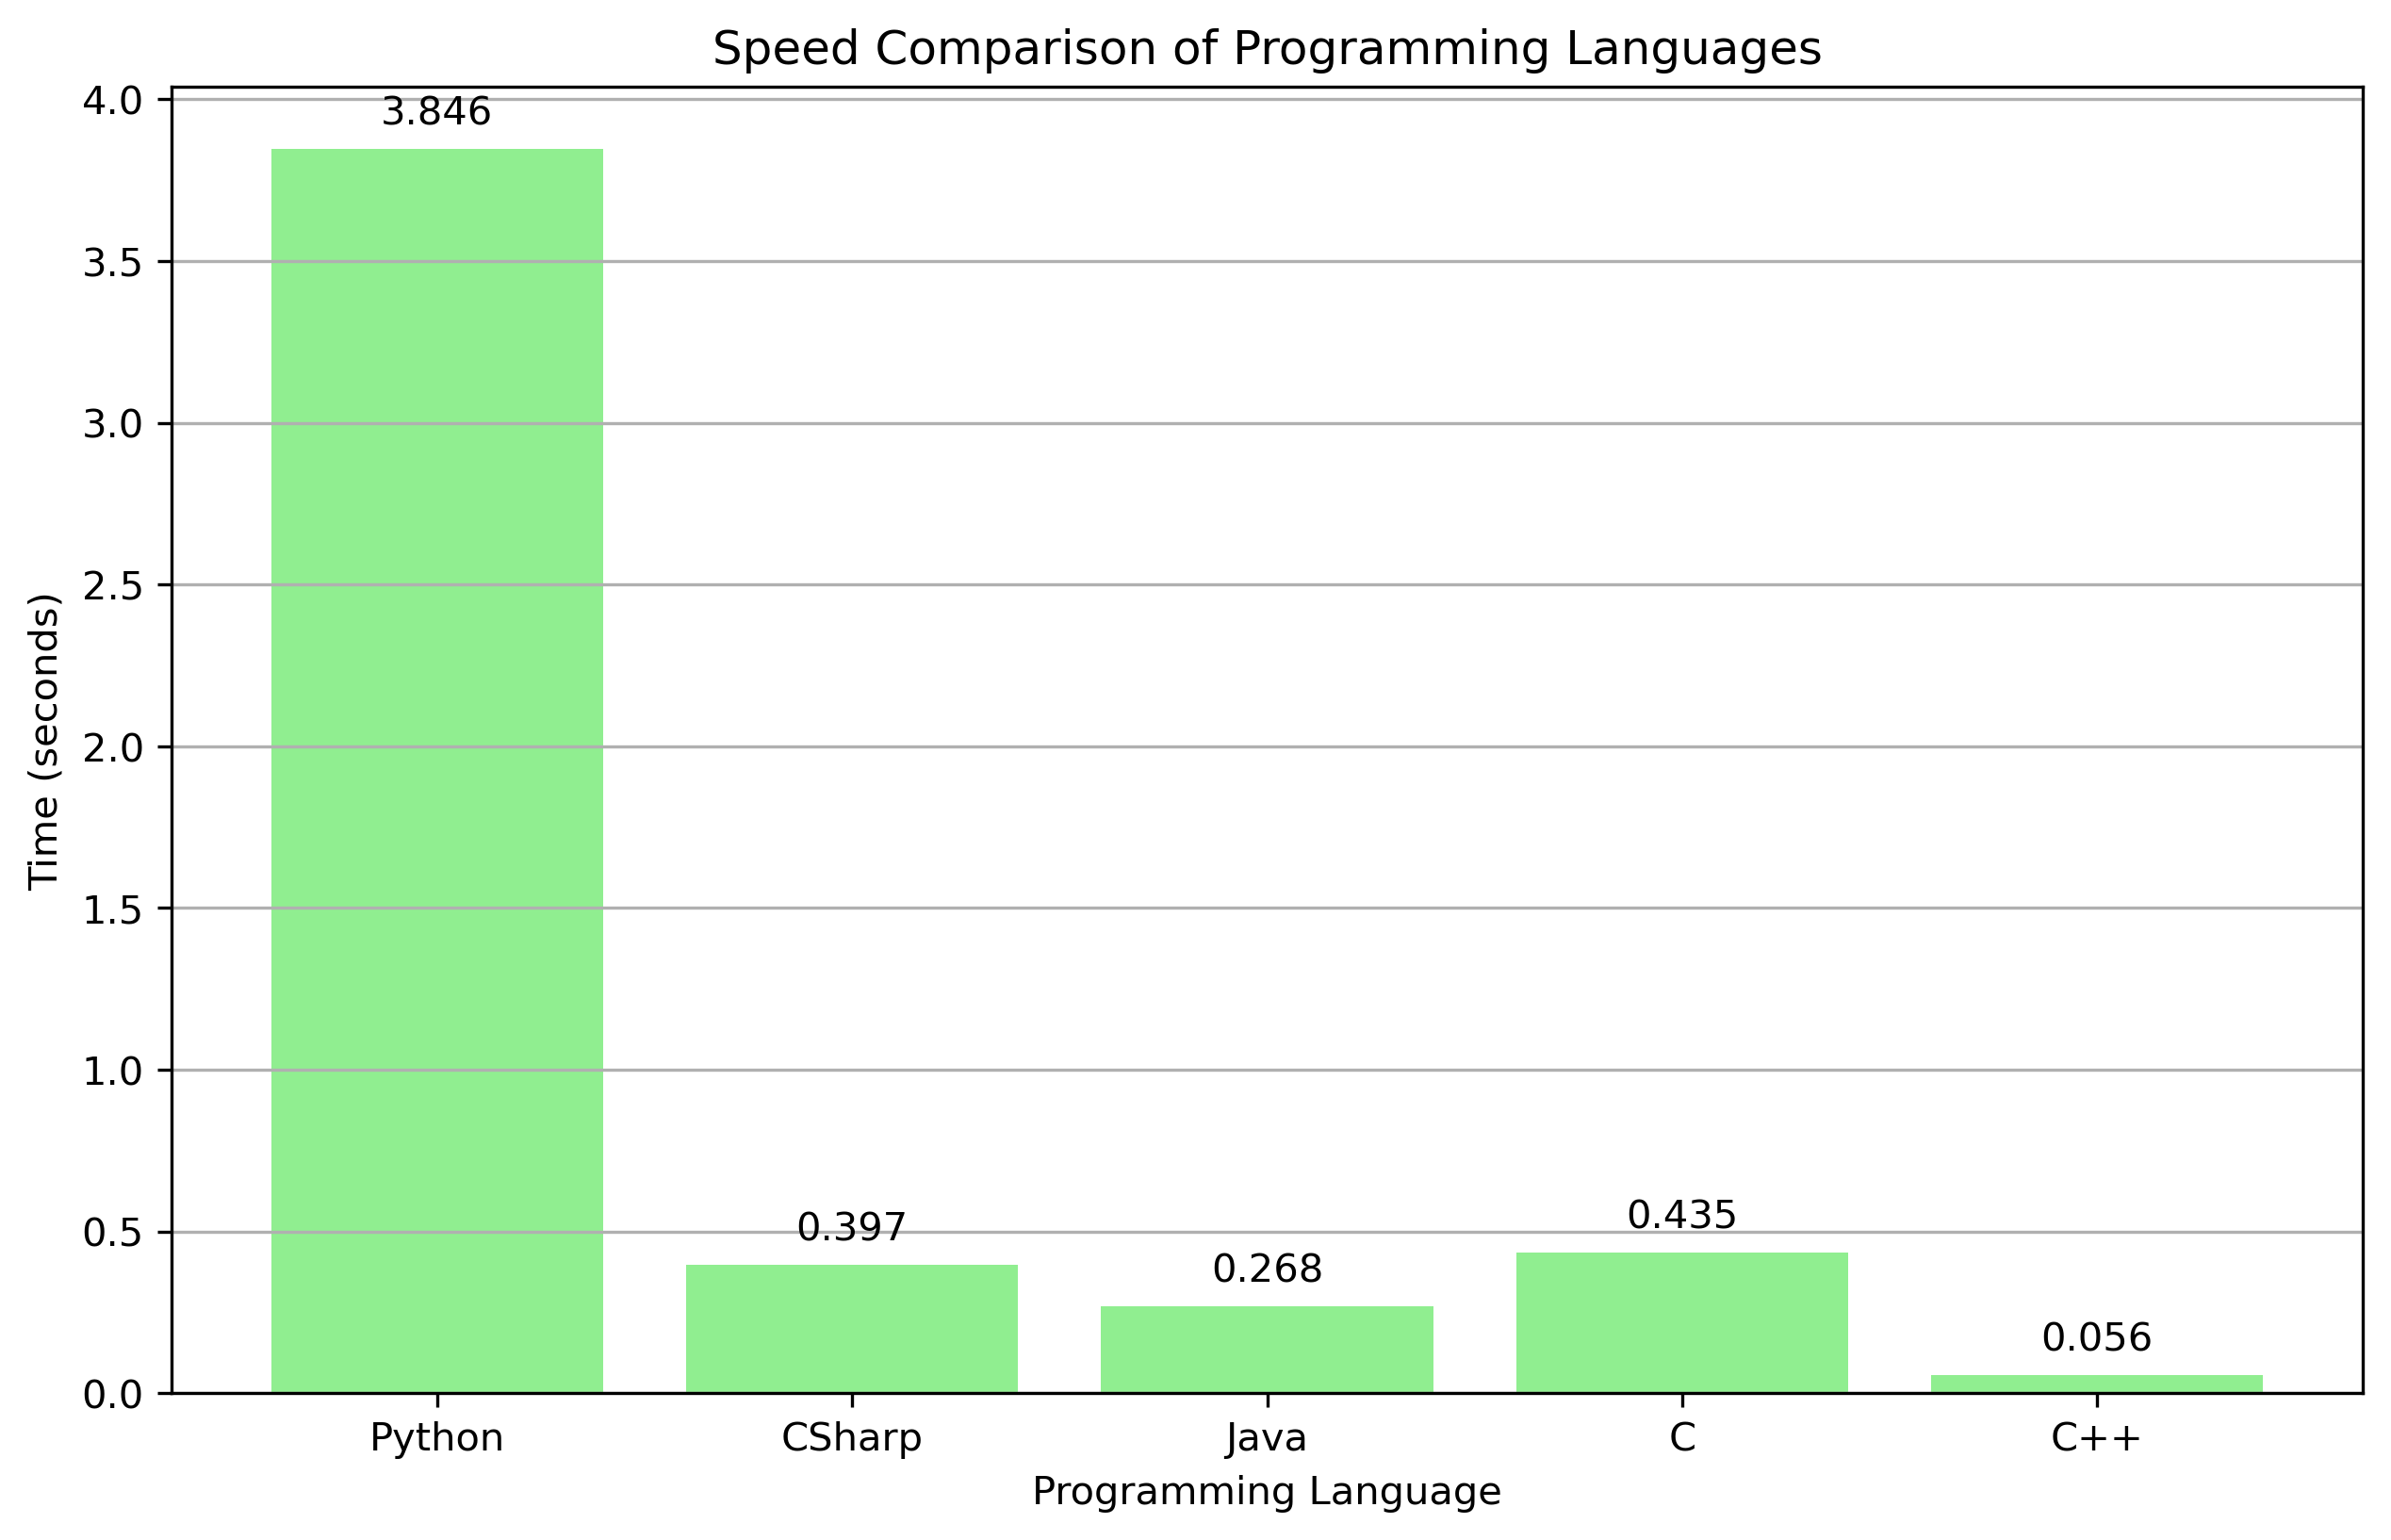 Speed Comparison of Programming Languages
4.0
3.5
3.0
2.5
2.0
1.5
1.0
0.5
0.0
Time (seconds)
3.846
0.397
0.268
0.435
0.056
Python
CSharp
Java
C
C++
Programming Language